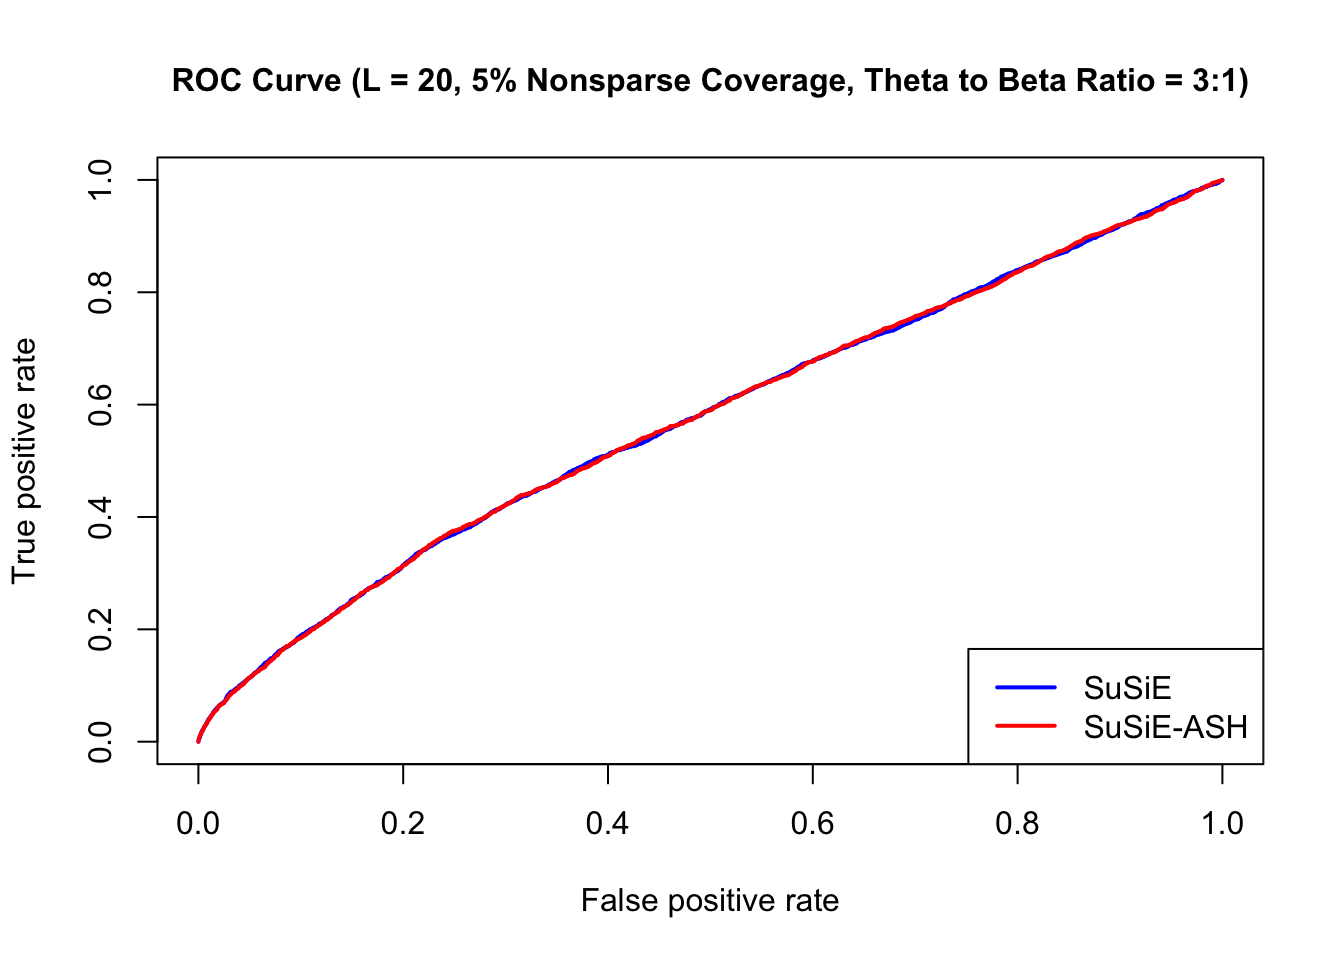 ROC Curve (L = 20, 5% Nonsparse Coverage, Theta to Beta Ratio = 3:1)
True positive rate
1.0
0.8
0.6
0.4
0.2
0.0
SuSiE
SuSiE-ASH
0.0 0.2 0.4 0.6 0.8 1.0
False positive rate